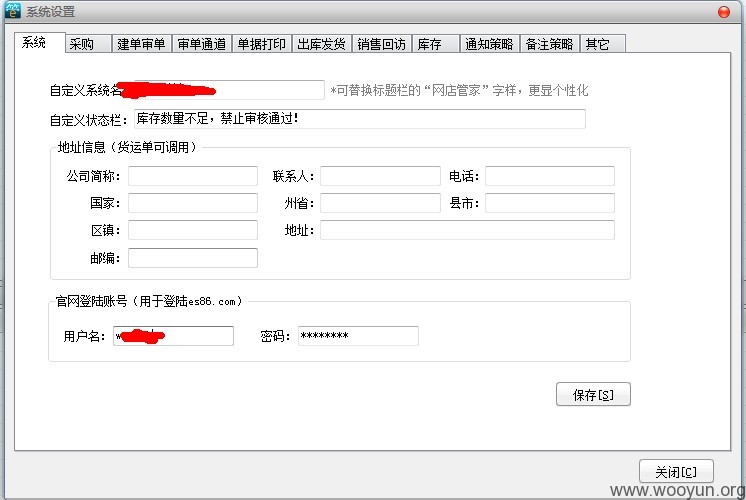 系统设置
系统 采购 建单审单 审单通道 单据打印 出库发货 销售回访 库存 通知策略 备注策略 其它
自定义系统名 *可替换标题栏的“网店管家”字样，更显个性化
自定义状态栏： 库存数量不足，禁止审核通过！
地址信息（货运单可调用）
公司简称： 联系人： 电话：
国家： 州省： 县市：
区镇： 地址：
邮编：
官网登陆账号（用于登陆es86.com）
用户名： w 密码： ********
保存[S]
关闭[C]
www.wooyun.org